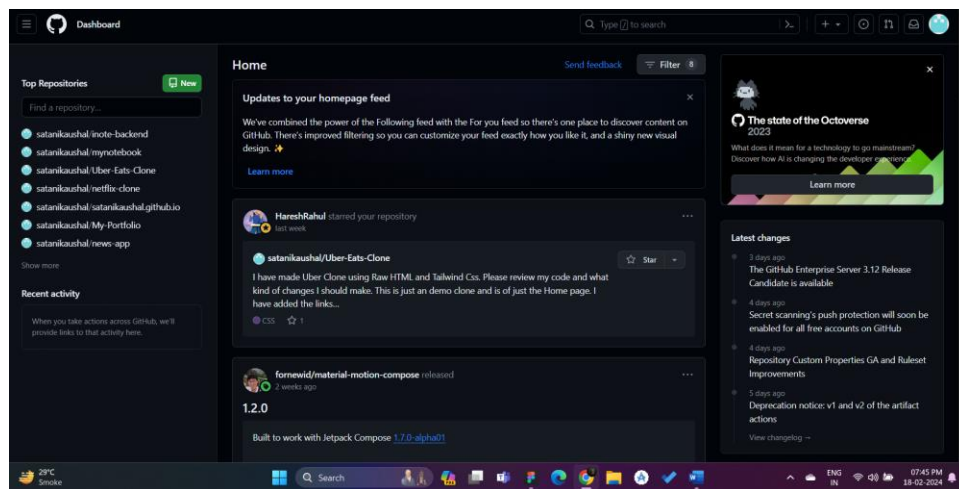 Dashboard
Type / to search
Top Repositories
New
Find a repository...
satanikaushal/inote-backend
satanikaushal/mynotebook
satanikaushal/Uber-Eats-Clone
satanikaushal/netflix-clone
satanikaushal/satanikaushal.github.io
satanikaushal/My-Portfolio
satanikaushal/news-app
Show more
Recent activity
When you take actions across GitHub, we'll
provide links to that activity here.
Home
Send feedback
Filter 8
Updates to your homepage feed
We've combined the power of the Following feed with the For you feed so there's one place to discover content on
GitHub. There's improved filtering so you can customize your feed exactly how you like it, and a shiny new visual
design. ✨
Learn more
HareshRahul starred your repository
last week
satanikaushal/Uber-Eats-Clone
Star
I have made Uber Clone using Raw HTML and Tailwind Css. Please review my code and what
kind of changes I should make. This is just an demo clone and is of just the Home page. I
have added the links...
CSS 1
fornewid/material-motion-compose released
2 weeks ago
1.2.0
Built to work with Jetpack Compose 1.7.0-alpha01
The state of the Octoverse
2023
What does it mean for a technology to go mainstream?
Discover how AI is changing the developer experience.
Learn more
Latest changes
3 days ago
The GitHub Enterprise Server 3.12 Release
Candidate is available
4 days ago
Secret scanning's push protection will soon be
enabled for all free accounts on GitHub
4 days ago
Repository Custom Properties GA and Ruleset
Improvements
5 days ago
Deprecation notice: v1 and v2 of the artifact
actions
View changelog →
29°C
Smoke
Search
ENG
IN
07:45 PM
18-02-2024